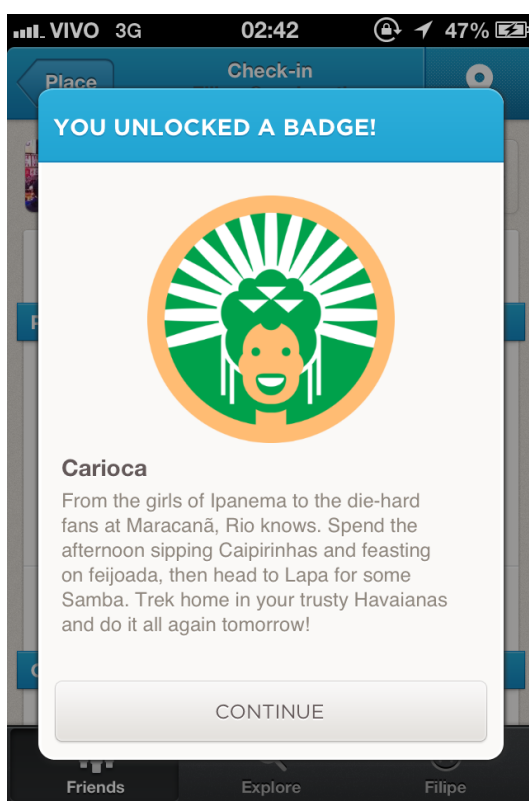 VIVO 3G 02:42 47%
Place Check-in
YOU UNLOCKED A BADGE!
Carioca
From the girls of Ipanema to the die-hard
fans at Maracanã, Rio knows. Spend the
afternoon sipping Caipirinhas and feasting
on feijoada, then head to Lapa for some
Samba. Trek home in your trusty Havaianas
and do it all again tomorrow!
CONTINUE
Friends Explore Filipe